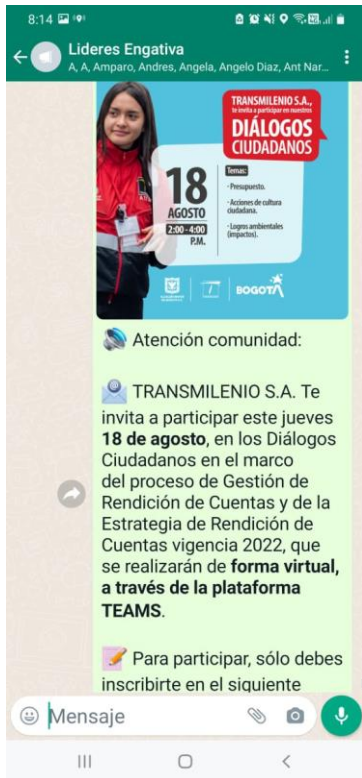 8:14
Lideres Engativa
A, A, Amparo, Andres, Angela, Angelo Diaz, Ant Nar...
TRANSMILENIO S.A.,
te invita a participar en nuestros
DIÁLOGOS
CIUDADANOS
18
AGOSTO
2:00 - 4:00
P.M.
Temas:
· Presupuesto.
· Acciones de cultura
ciudadana.
· Logros ambientales
(impactos).
BOGOTÁ
Atención comunidad:
TRANSMILENIO S.A. Te
invita a participar este jueves
18 de agosto, en los Diálogos
Ciudadanos en el marco
del proceso de Gestión de
Rendición de Cuentas y de la
Estrategia de Rendición de
Cuentas vigencia 2022, que
se realizarán de forma virtual,
a través de la plataforma
TEAMS.
Para participar, sólo debes
inscribirte en el siguiente
Mensaje